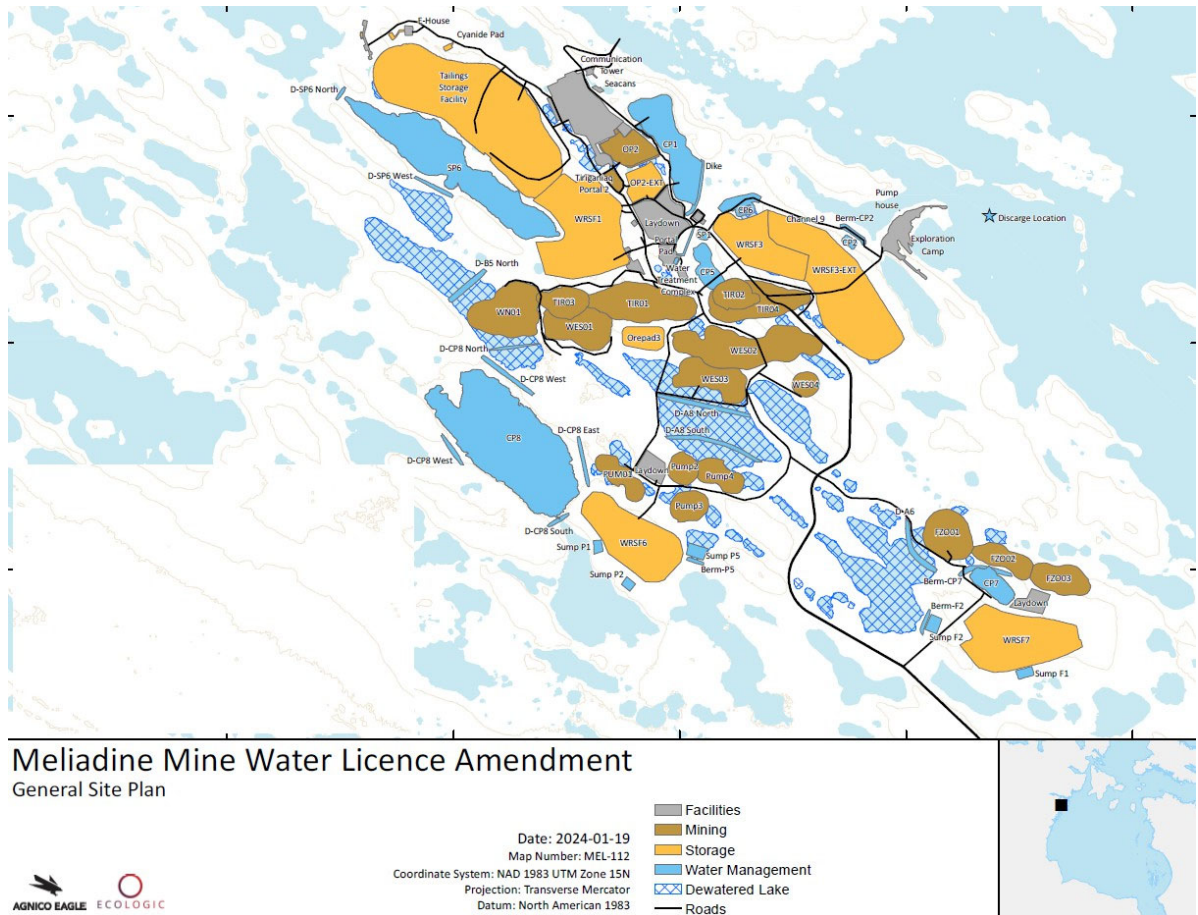 E-House
Cyanide Pad
Communication
Tower
Seacans
Tailings
Storage
Facility
D-SP6 North
CP1
OP2
Dike
SP6
D-SP6 West
Tiriganiaq
Portal 2
OP2-EXT
Pump
house
WRSF1
Laydown
CP6
Channel 9
Berm-CP2
Discarge Location
SP1
Portal
Pad
WRSF3
CP2
Exploration
Camp
D-B5 North
Water
Treatment
Complex
CP5
WRSF3-EXT
WN01
TIR03
TIR01
TIR02
TIR04
WES01
Orepad3
D-CP8 North
WES02
D-CP8 West
WES03
WES04
D-A8 North
CP8
D-CP8 East
D-A8 South
D-CP8 West
PUM01
Laydown
Pump2
Pump4
Pump3
D-A6
D-CP8 South
FZO01
Sump P1
WRSF6
Sump P5
Berm-P5
FZO02
Sump P2
Berm-CP7
CP7
FZO03
Laydown
Berm-F2
Sump F2
WRSF7
Sump F1
Meliadine Mine Water Licence Amendment
General Site Plan
Date: 2024-01-19
Map Number: MEL-112
Coordinate System: NAD 1983 UTM Zone 15N
Projection: Transverse Mercator
Datum: North American 1983
Facilities
Mining
Storage
Water Management
Dewatered Lake
Roads
AGNICO EAGLE
ECOLOGIC